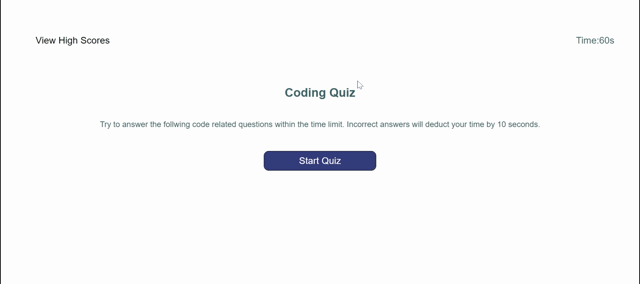 View High Scores
Time:60s
Coding Quiz
Try to answer the follwing code related questions within the time limit. Incorrect answers will deduct your time by 10 seconds.
Start Quiz